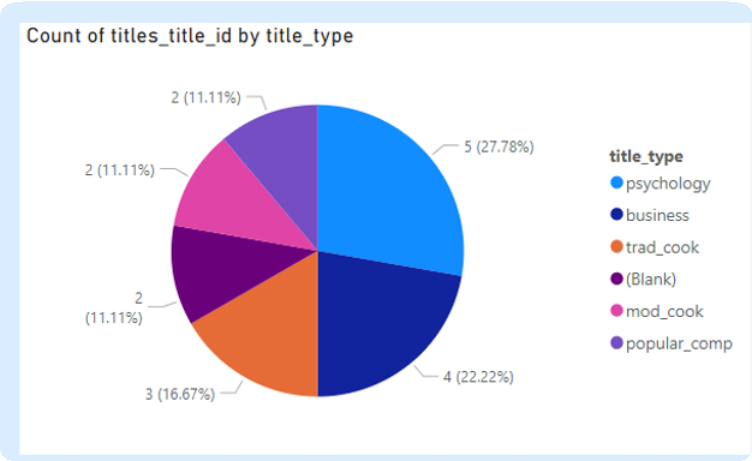 Count of titles_title_id by title_type
2 (11.11%)
5 (27.78%)
2 (11.11%)
2
(11.11%)
3 (16.67%)
4 (22.22%)
title_type
psychology
business
trad_cook
(Blank)
mod_cook
popular_comp